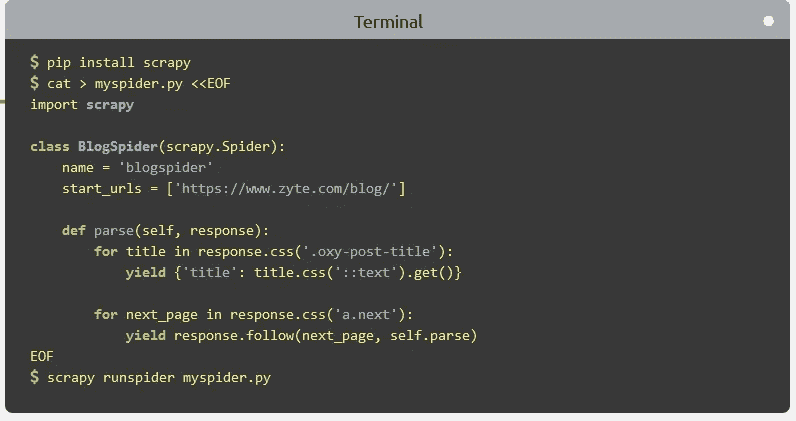 Terminal
$ pip install scrapy
$ cat > myspider.py <<EOF
import scrapy

class BlogSpider(scrapy.Spider):
    name = 'blogspider'
    start_urls = ['https://www.zyte.com/blog/']

    def parse(self, response):
        for title in response.css('.oxy-post-title'):
            yield {'title': title.css('::text').get()}

        for next_page in response.css('a.next'):
            yield response.follow(next_page, self.parse)
EOF
$ scrapy runspider myspider.py